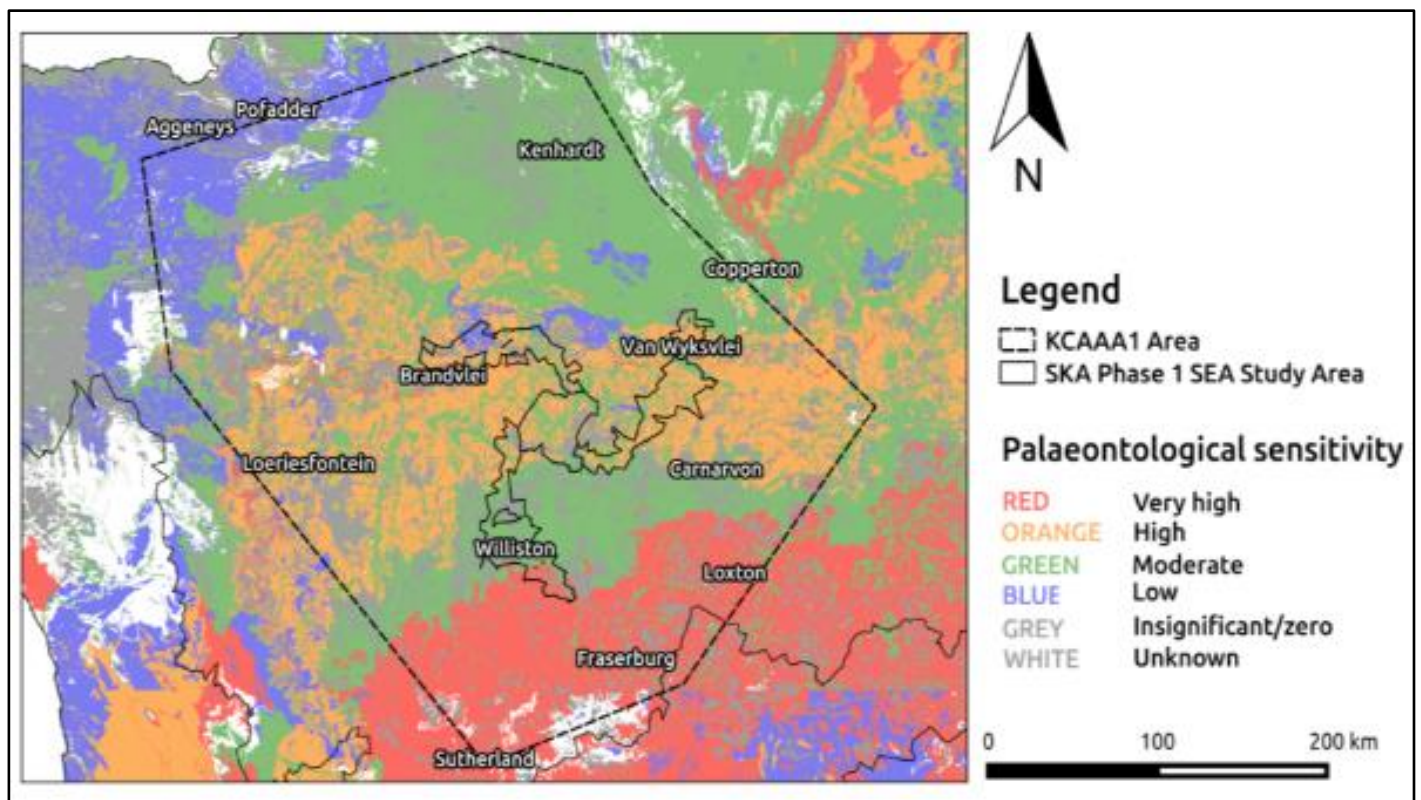 Pofadder
Aggeneys
Kenhardt
Copperton
Van Wyksvlei
Brandvlei
Loeriesfontein
Carnarvon
Williston
Loxton
Fraserburg
Sutherland
N
Legend
KCAAA1 Area
SKA Phase 1 SEA Study Area
Palaeontological sensitivity
RED Very high
ORANGE High
GREEN Moderate
BLUE Low
GREY Insignificant/zero
WHITE Unknown
0 100 200 km